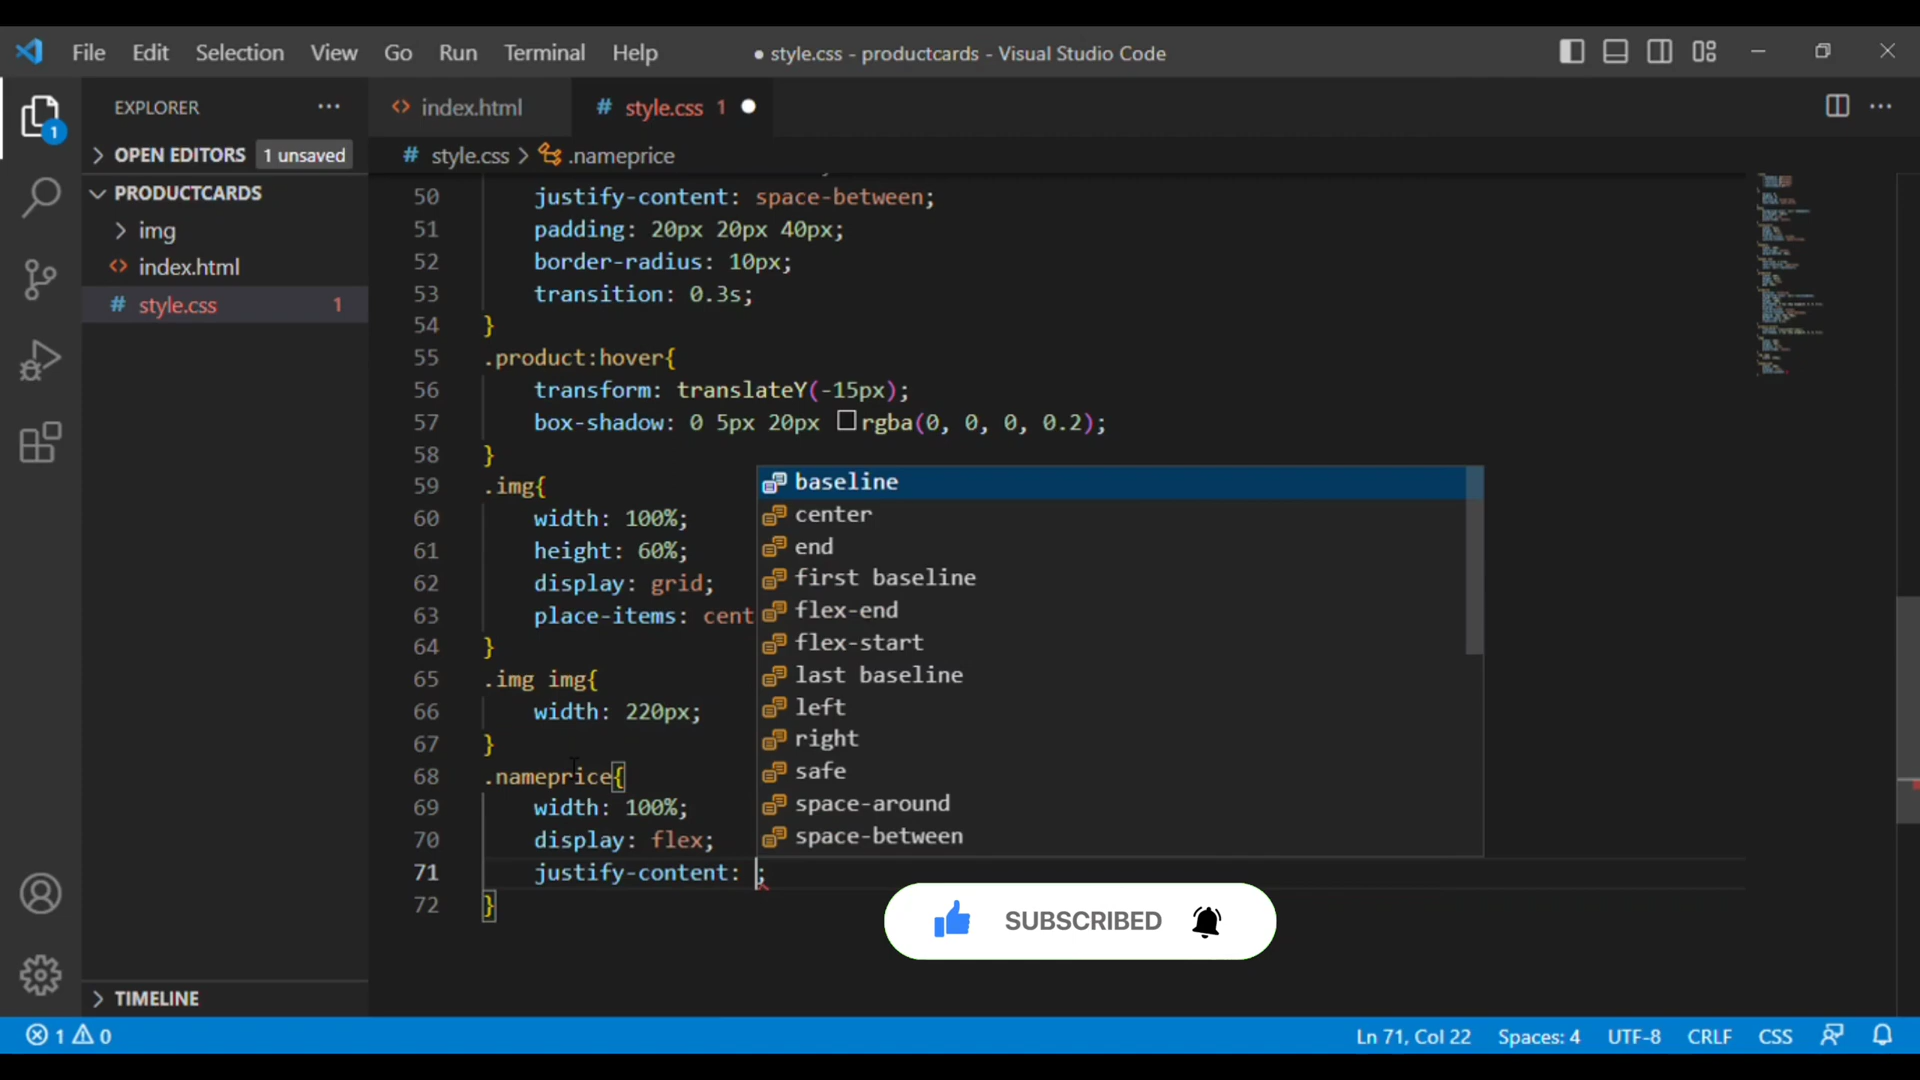 File Edit Selection View Go Run Terminal Help ● style.css - productcards - Visual Studio Code
EXPLORER ··· <> index.html # style.css 1 ●
OPEN EDITORS 1 unsaved
# style.css > .nameprice
PRODUCTCARDS
img
<> index.html
# style.css 1
1
50 justify-content: space-between;
51 padding: 20px 20px 40px;
52 border-radius: 10px;
53 transition: 0.3s;
54 }
55 .product:hover{
56 transform: translateY(-15px);
57 box-shadow: 0 5px 20px rgba(0, 0, 0, 0.2);
58 }
59 .img{
60 width: 100%;
61 height: 60%;
62 display: grid;
63 place-items: cent
64 }
65 .img img{
66 width: 220px;
67 }
68 .nameprice{
69 width: 100%;
70 display: flex;
71 justify-content: ;
72 }
baseline
center
end
first baseline
flex-end
flex-start
last baseline
left
right
safe
space-around
space-between
SUBSCRIBED
TIMELINE
1 0 Ln 71, Col 22 Spaces: 4 UTF-8 CRLF CSS